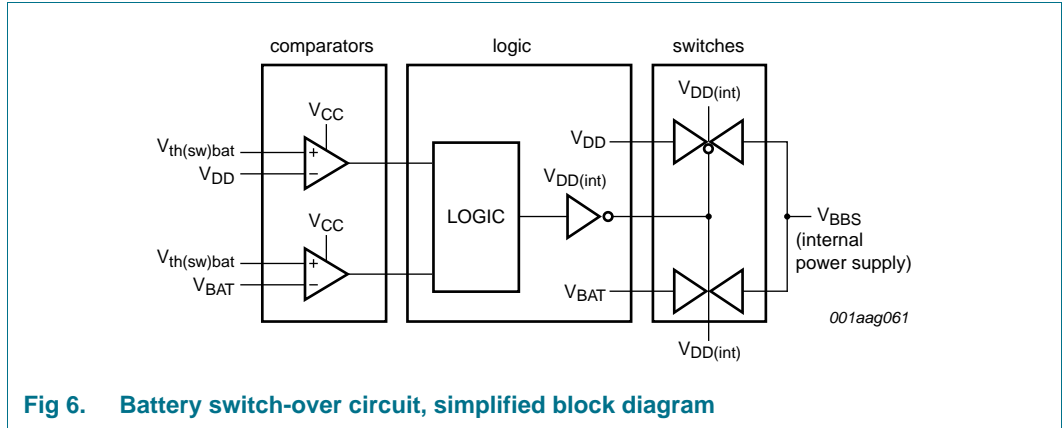 comparators logic switches
VCC
VDD(int)
Vth(sw)bat
+
VDD
−
VDD
VDD(int)
LOGIC
VBBS
(internal
power supply)
VCC
Vth(sw)bat
+
VBAT
−
VBAT
001aag061
VDD(int)
Fig 6. Battery switch-over circuit, simplified block diagram